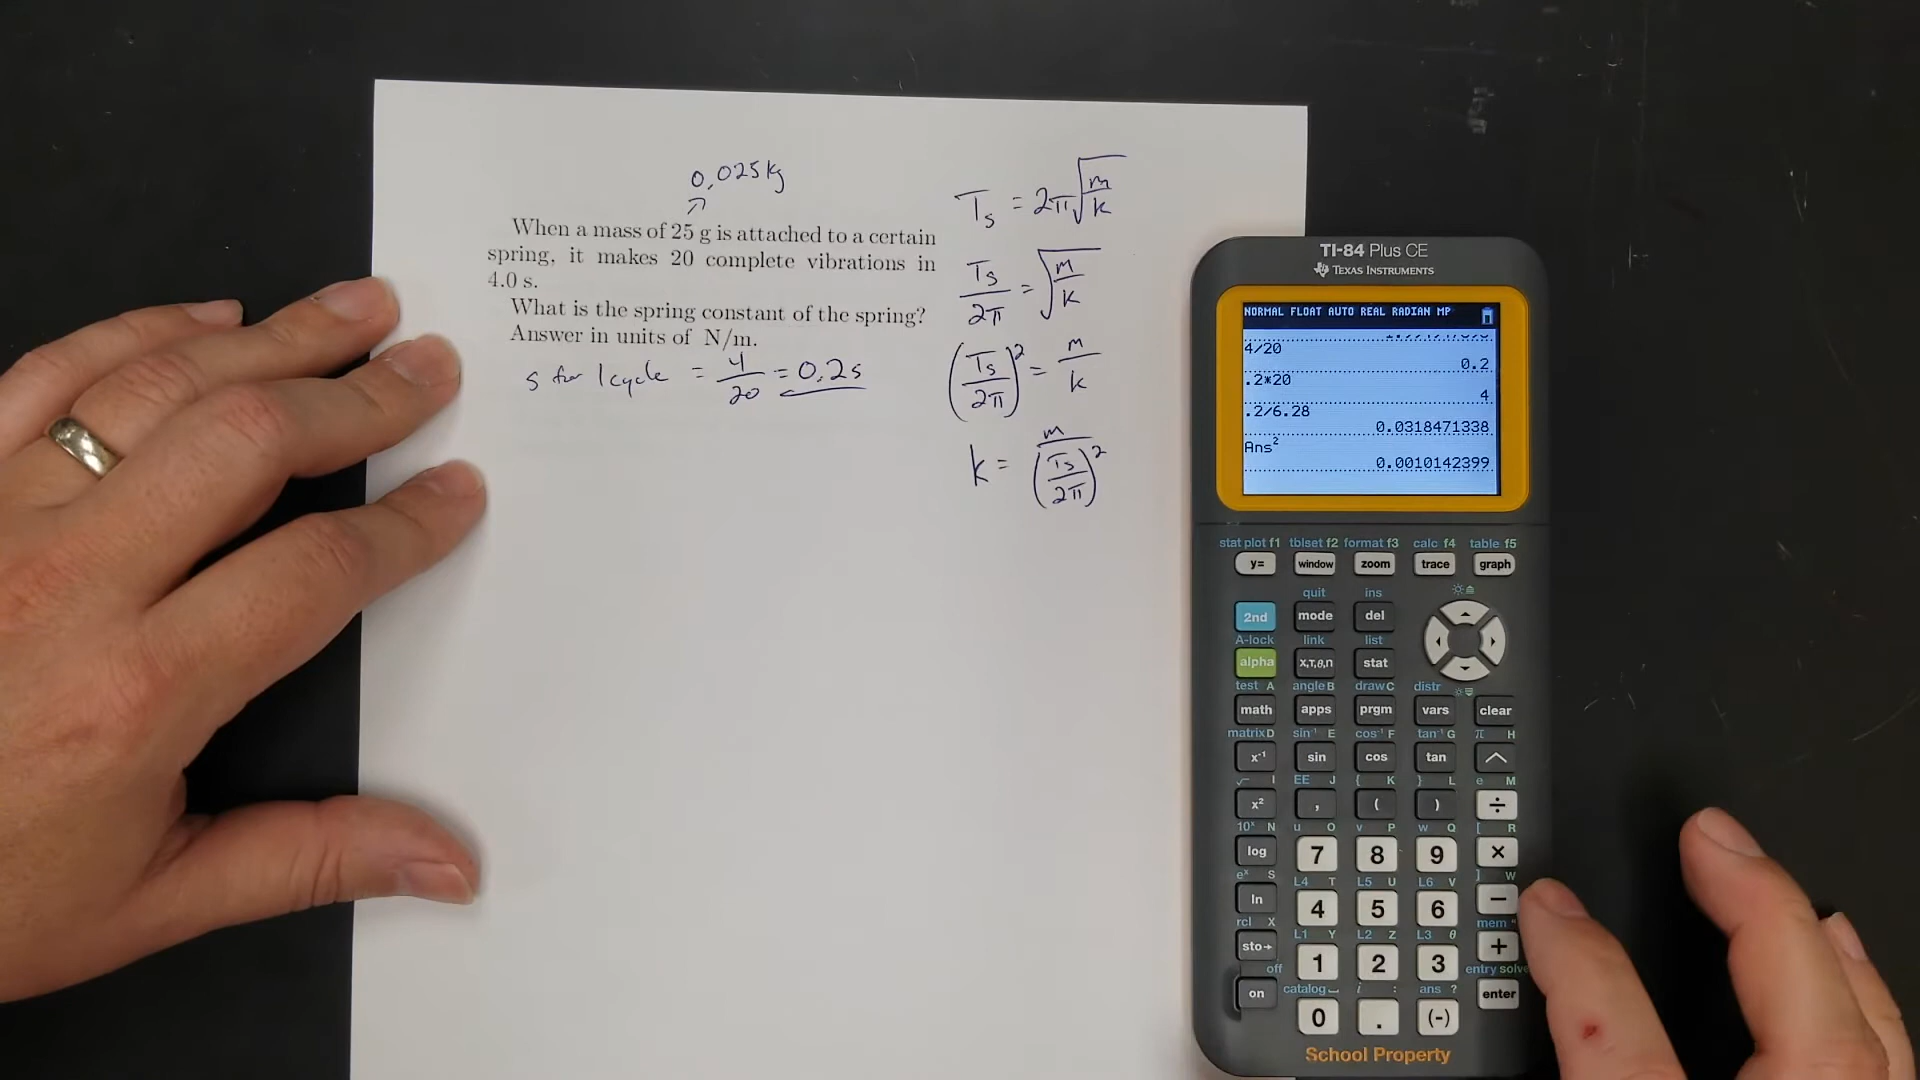 0.025kg
When a mass of 25 g is attached to a certain
spring, it makes 20 complete vibrations in
4.0 s.
What is the spring constant of the spring?
Answer in units of N/m.
s for 1 cycle = 4/20 = 0.2s
Ts = 2π√(m/k)
Ts/2π = √(m/k)
(Ts/2π)² = m/k
k = m/(Ts/2π)²
TI-84 Plus CE
TEXAS INSTRUMENTS
NORMAL FLOAT AUTO REAL RADIAN MP
4/20
0.2
.2*20
4
.2/6.28
0.0318471338
Ans²
0.0010142399
stat plot f1 tblset f2 format f3 calc f4 table f5
y= window zoom trace graph
quit ins
2nd mode del
A-lock link list
alpha X,T,θ,n stat
test A angle B draw C distr
math apps prgm vars clear
matrix D sin⁻¹ E cos⁻¹ F tan⁻¹ G π H
x⁻¹ sin cos tan ^
√ I EE J { K } L e M
x² , ( ) ÷
10ˣ N u O v P w Q [ R
log 7 8 9 ×
eˣ S L4 T L5 U L6 V ] W
ln 4 5 6 −
rcl X L1 Y L2 Z L3 θ mem "
sto→ 1 2 3 +
off catalog i : ans ? entry solve
on 0 . (-) enter
School Property